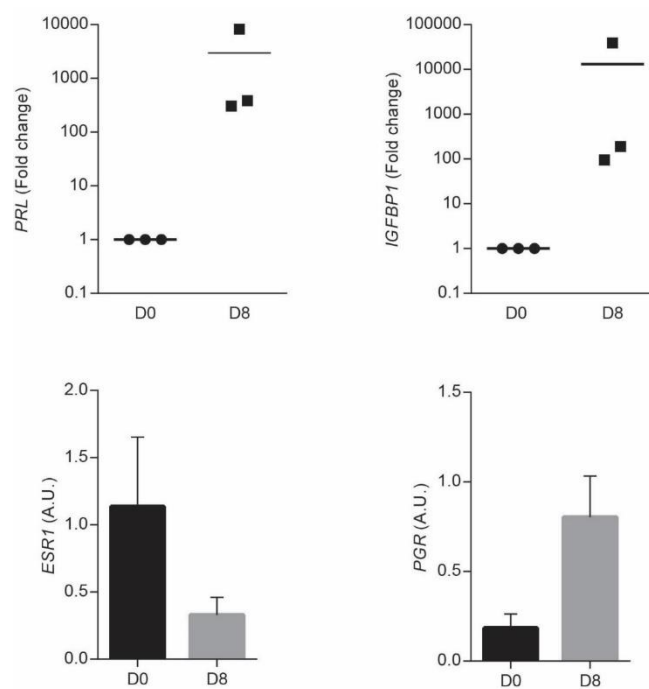 PRL (Fold change)
10000
1000
100
10
1
0.1
D0
D8
IGFBP1 (Fold change)
100000
10000
1000
100
10
1
0.1
D0
D8
ESR1 (A.U.)
2.0
1.5
1.0
0.5
0.0
D0
D8
PGR (A.U.)
1.5
1.0
0.5
0.0
D0
D8